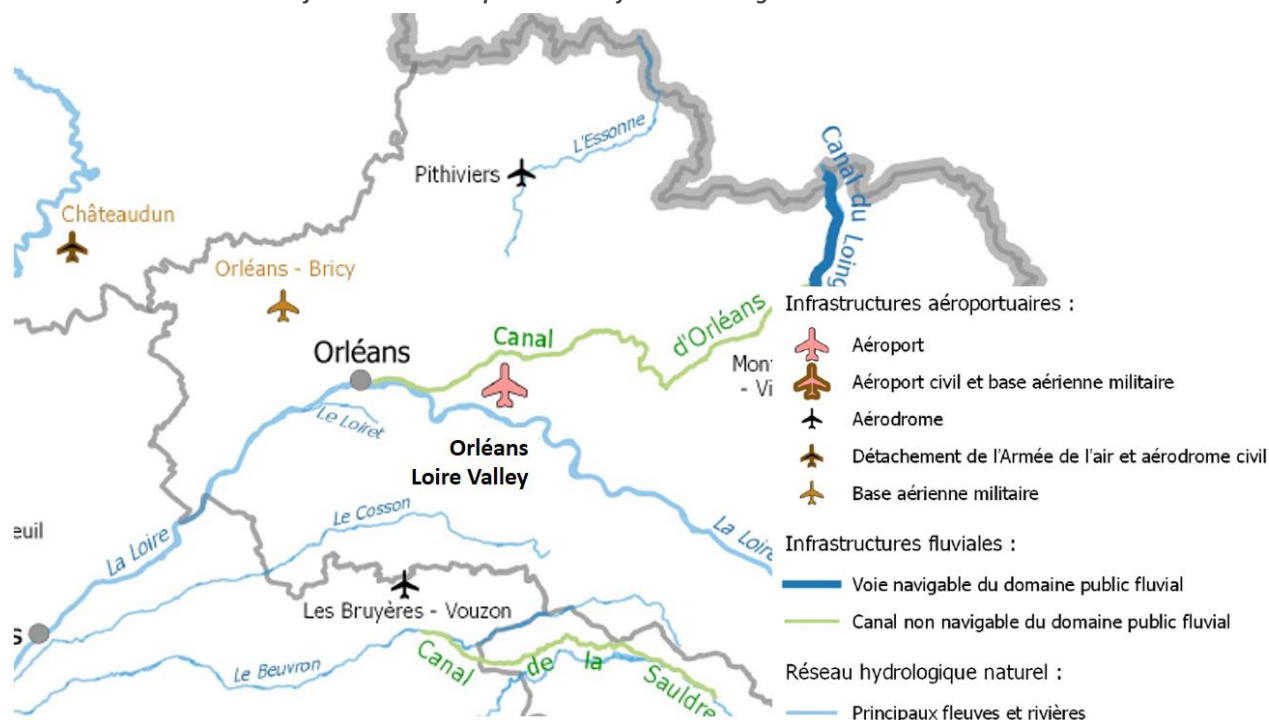 L'Essonne
Canal du Loing
Pithiviers
Châteaudun
Orléans - Bricy
Orléans
Canal d'Orléans
Le Loiret
Orléans
Loire Valley
Le Cosson
La Loire
La Loire
Les Bruyères - Vouzon
Le Beuvron
Canal de la Sauldre
Infrastructures aéroportuaires :
Aéroport
Aéroport civil et base aérienne militaire
Aérodrome
Détachement de l'Armée de l'air et aérodrome civil
Base aérienne militaire
Infrastructures fluviales :
Voie navigable du domaine public fluvial
Canal non navigable du domaine public fluvial
Réseau hydrologique naturel :
Principaux fleuves et rivières